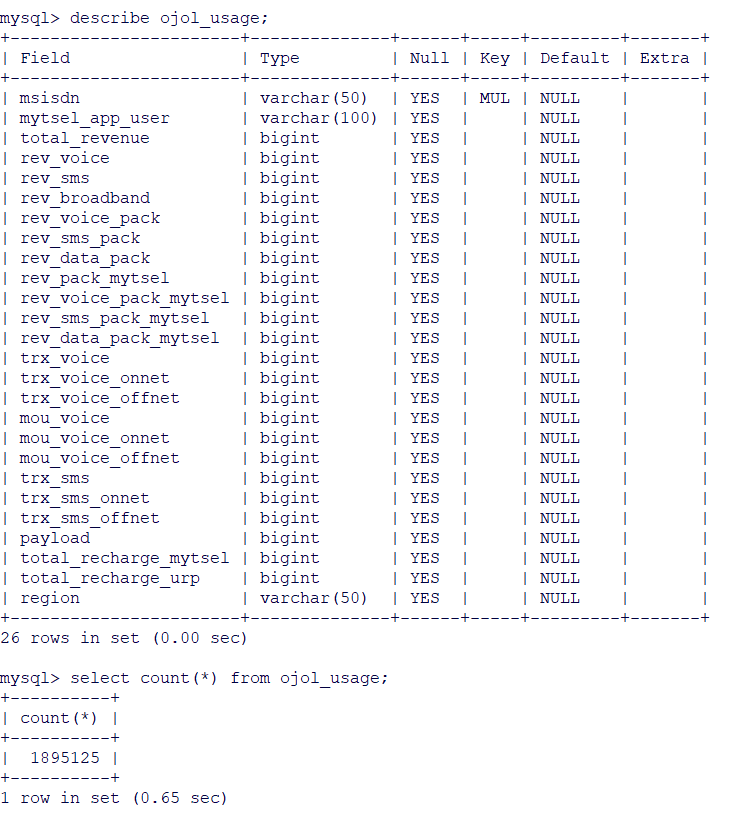 mysql> describe ojol_usage;
+-----------------------+--------------+------+-----+---------+-------+
| Field                 | Type         | Null | Key | Default | Extra |
+-----------------------+--------------+------+-----+---------+-------+
| msisdn                | varchar(50)  | YES  | MUL | NULL    |       |
| mytsel_app_user       | varchar(100) | YES  |     | NULL    |       |
| total_revenue         | bigint       | YES  |     | NULL    |       |
| rev_voice             | bigint       | YES  |     | NULL    |       |
| rev_sms               | bigint       | YES  |     | NULL    |       |
| rev_broadband         | bigint       | YES  |     | NULL    |       |
| rev_voice_pack        | bigint       | YES  |     | NULL    |       |
| rev_sms_pack          | bigint       | YES  |     | NULL    |       |
| rev_data_pack         | bigint       | YES  |     | NULL    |       |
| rev_pack_mytsel       | bigint       | YES  |     | NULL    |       |
| rev_voice_pack_mytsel | bigint       | YES  |     | NULL    |       |
| rev_sms_pack_mytsel   | bigint       | YES  |     | NULL    |       |
| rev_data_pack_mytsel  | bigint       | YES  |     | NULL    |       |
| trx_voice             | bigint       | YES  |     | NULL    |       |
| trx_voice_onnet       | bigint       | YES  |     | NULL    |       |
| trx_voice_offnet      | bigint       | YES  |     | NULL    |       |
| mou_voice             | bigint       | YES  |     | NULL    |       |
| mou_voice_onnet       | bigint       | YES  |     | NULL    |       |
| mou_voice_offnet      | bigint       | YES  |     | NULL    |       |
| trx_sms               | bigint       | YES  |     | NULL    |       |
| trx_sms_onnet         | bigint       | YES  |     | NULL    |       |
| trx_sms_offnet        | bigint       | YES  |     | NULL    |       |
| payload               | bigint       | YES  |     | NULL    |       |
| total_recharge_mytsel | bigint       | YES  |     | NULL    |       |
| total_recharge_urp    | bigint       | YES  |     | NULL    |       |
| region                | varchar(50)  | YES  |     | NULL    |       |
+-----------------------+--------------+------+-----+---------+-------+
26 rows in set (0.00 sec)

mysql> select count(*) from ojol_usage;
+----------+
| count(*) |
+----------+
|  1895125 |
+----------+
1 row in set (0.65 sec)